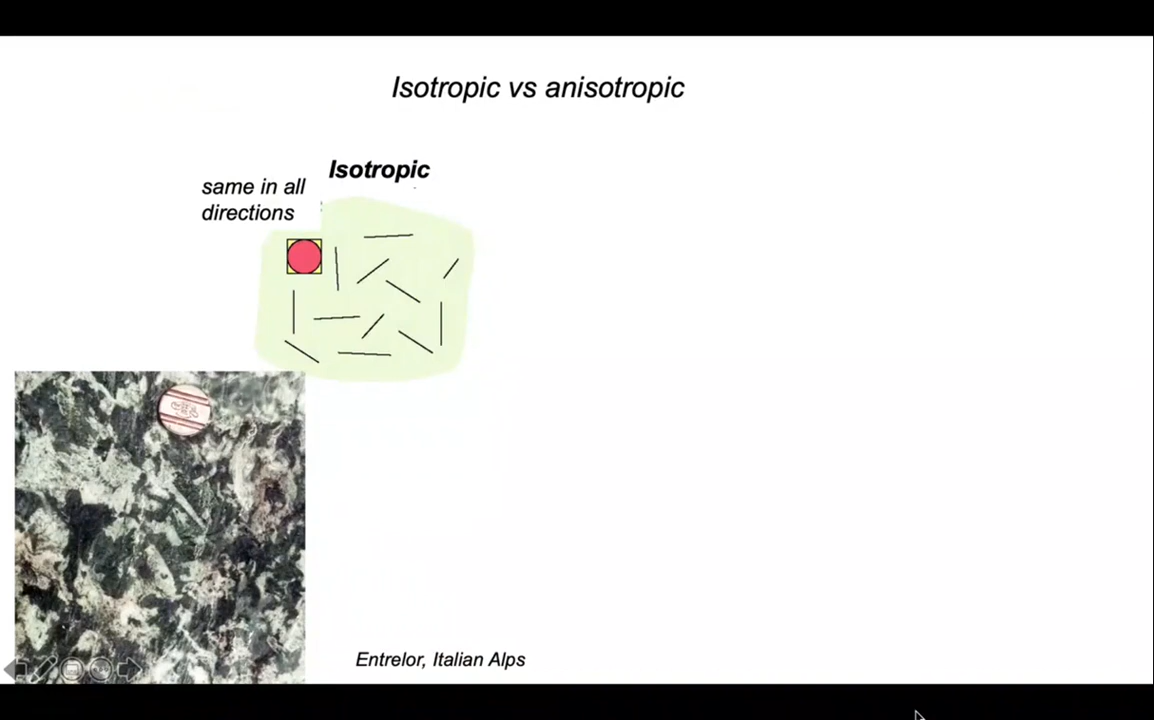 Isotropic vs anisotropic
Isotropic
same in all
directions
Entrelor, Italian Alps